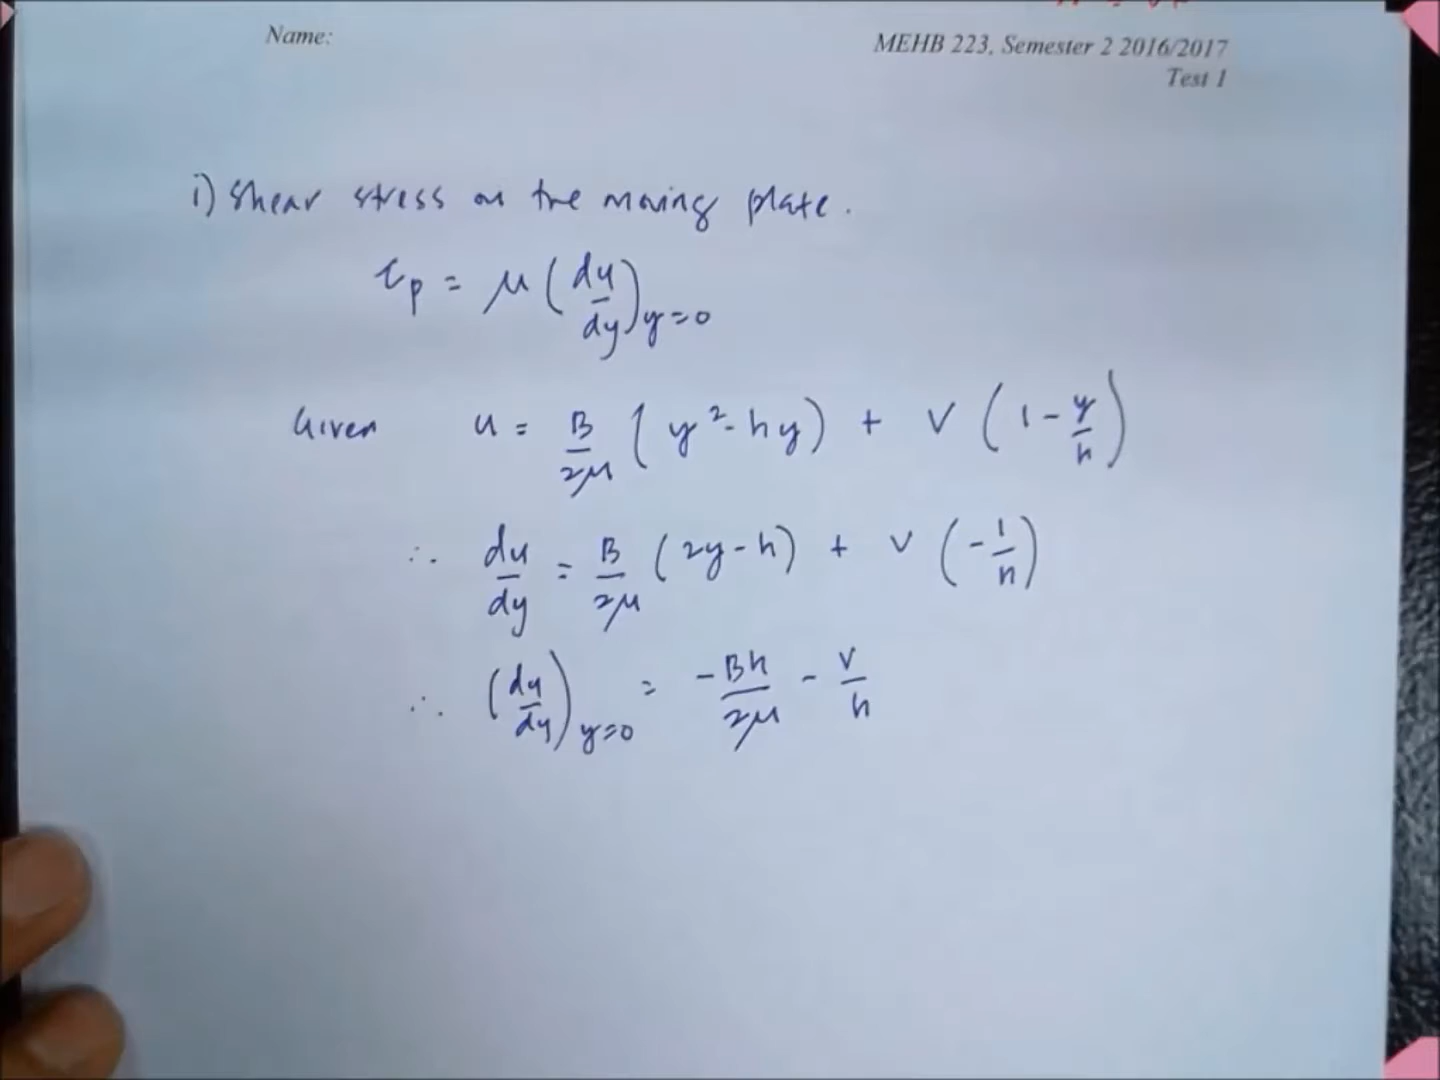 Name:
MEHB 223, Semester 2 2016/2017
Test 1
i) Shear stress on the moving plate.
τp = μ (du/dy)y=0
Given u = B/2μ (y² - hy) + V (1 - y/h)
∴ du/dy = B/2μ (2y - h) + V (-1/h)
∴ (du/dy)y=0 = -Bh/2μ - V/h